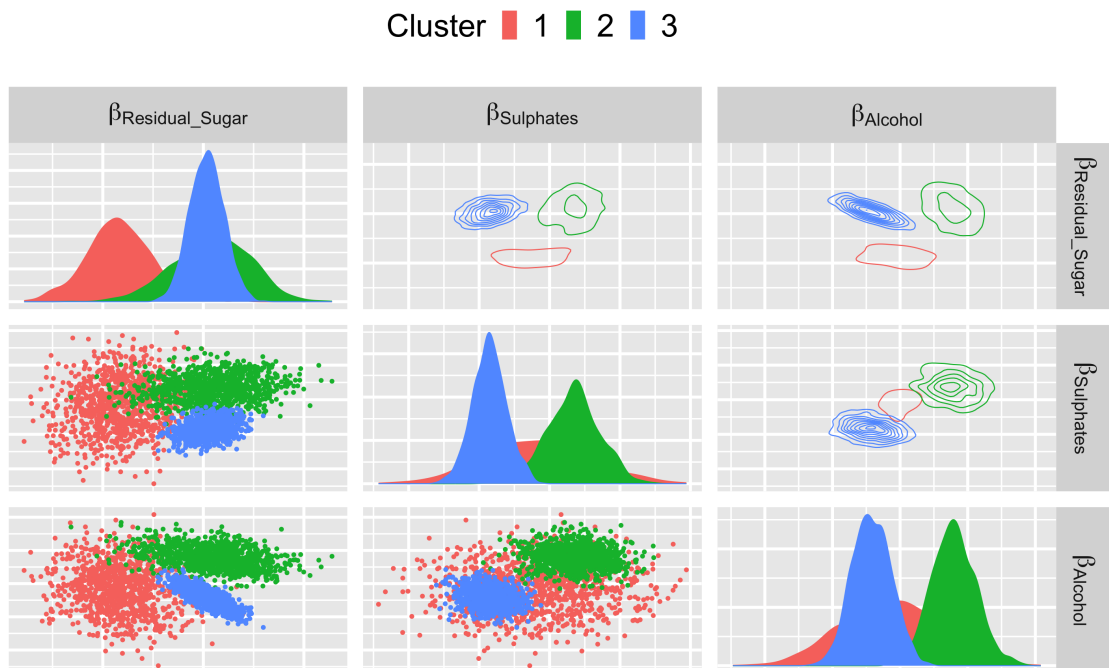 Cluster 1 2 3
βResidual_Sugar βSulphates βAlcohol
βResidual_Sugar
βSulphates
βAlcohol